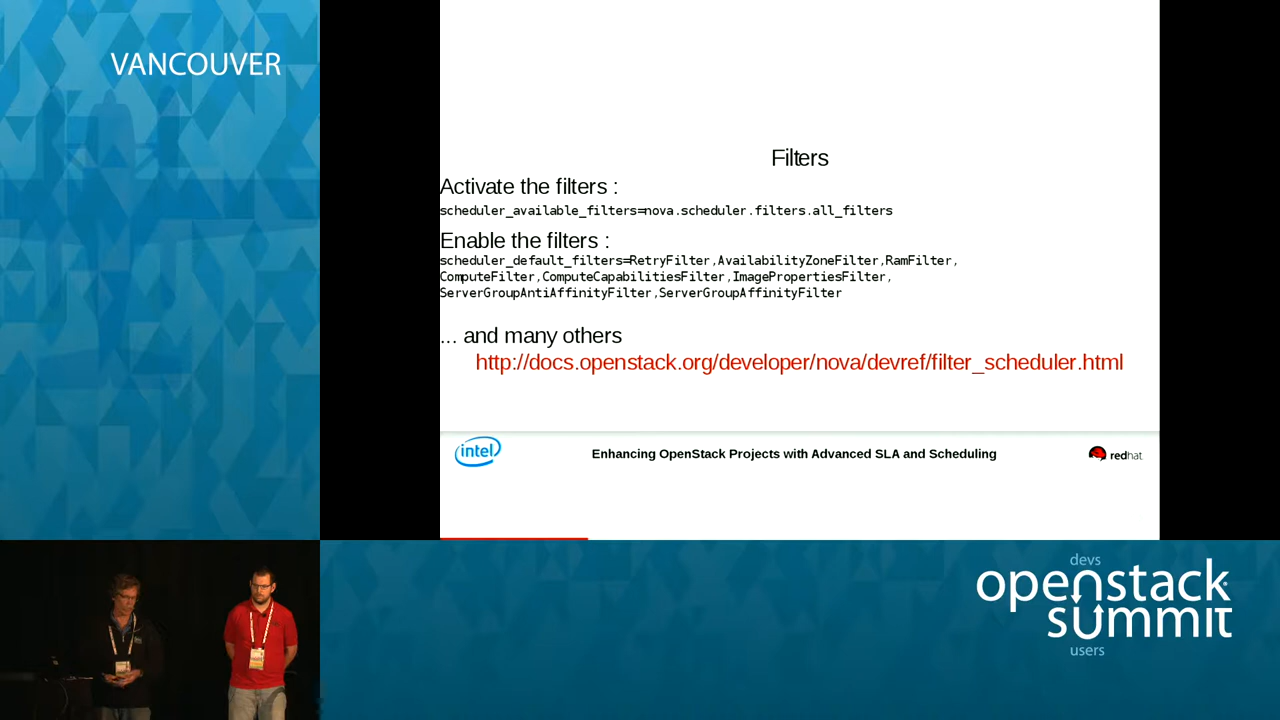 VANCOUVER
Filters
Activate the filters :
scheduler_available_filters=nova.scheduler.filters.all_filters
Enable the filters :
scheduler_default_filters=RetryFilter,AvailabilityZoneFilter,RamFilter,
ComputeFilter,ComputeCapabilitiesFilter,ImagePropertiesFilter,
ServerGroupAntiAffinityFilter,ServerGroupAffinityFilter
... and many others
http://docs.openstack.org/developer/nova/devref/filter_scheduler.html
intel
Enhancing OpenStack Projects with Advanced SLA and Scheduling
redhat
devs
openstack
summit
users